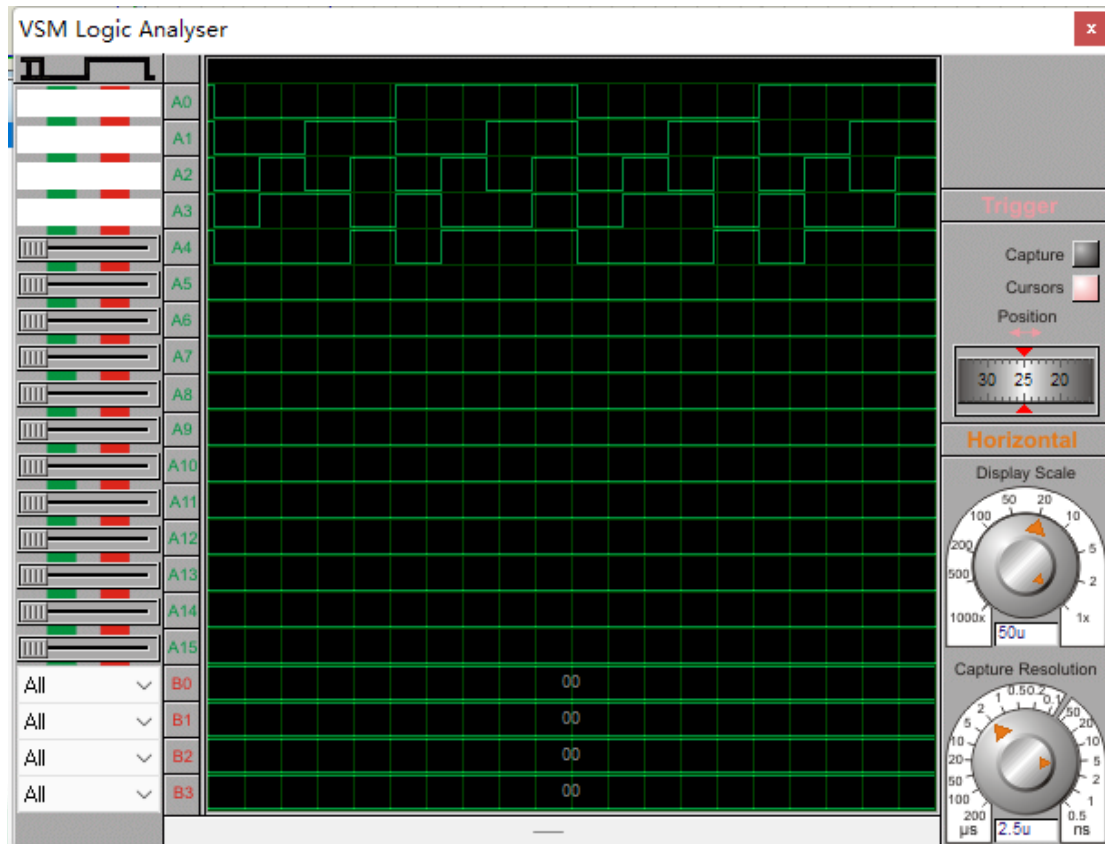 VSM Logic Analyser
x
A0
A1
A2
A3
A4
A5
A6
A7
A8
A9
A10
A11
A12
A13
A14
A15
All B0 00
All B1 00
All B2 00
All B3 00
Trigger
Capture
Cursors
Position
30 25 20
Horizontal
Display Scale
50 20
100 10
200 5
500 2
1000x 1x
50u
Capture Resolution
1 0.5 0.2 0.1
2 50
5 20
10 10
20 5
50 2
100 1
200 0.5
µs 2.5u ns